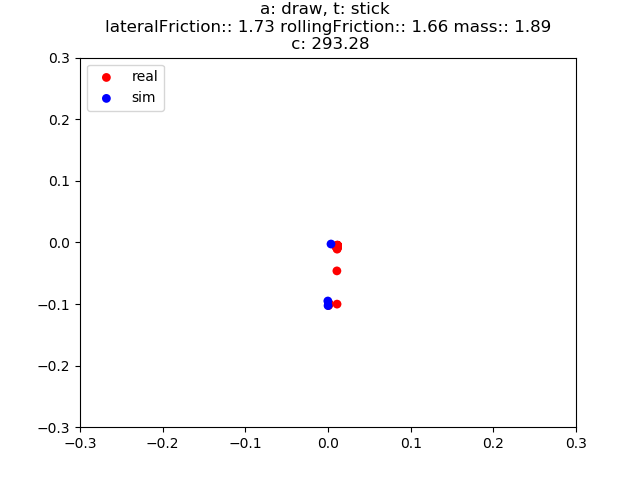 a: draw, t: stick
lateralFriction:: 1.73 rollingFriction:: 1.66 mass:: 1.89
c: 293.28
real
sim
0.3
0.2
0.1
0.0
−0.1
−0.2
−0.3
−0.3 −0.2 −0.1 0.0 0.1 0.2 0.3